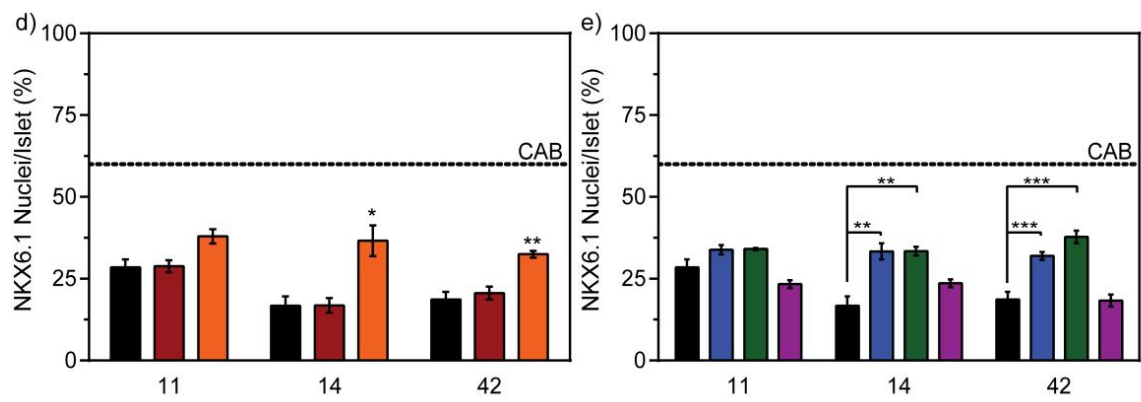 d)
NKX6.1 Nuclei/Islet (%)
100
75
50
25
0
CAB
*
**
11 14 42
e)
NKX6.1 Nuclei/Islet (%)
100
75
50
25
0
CAB
** ***
** ***
11 14 42